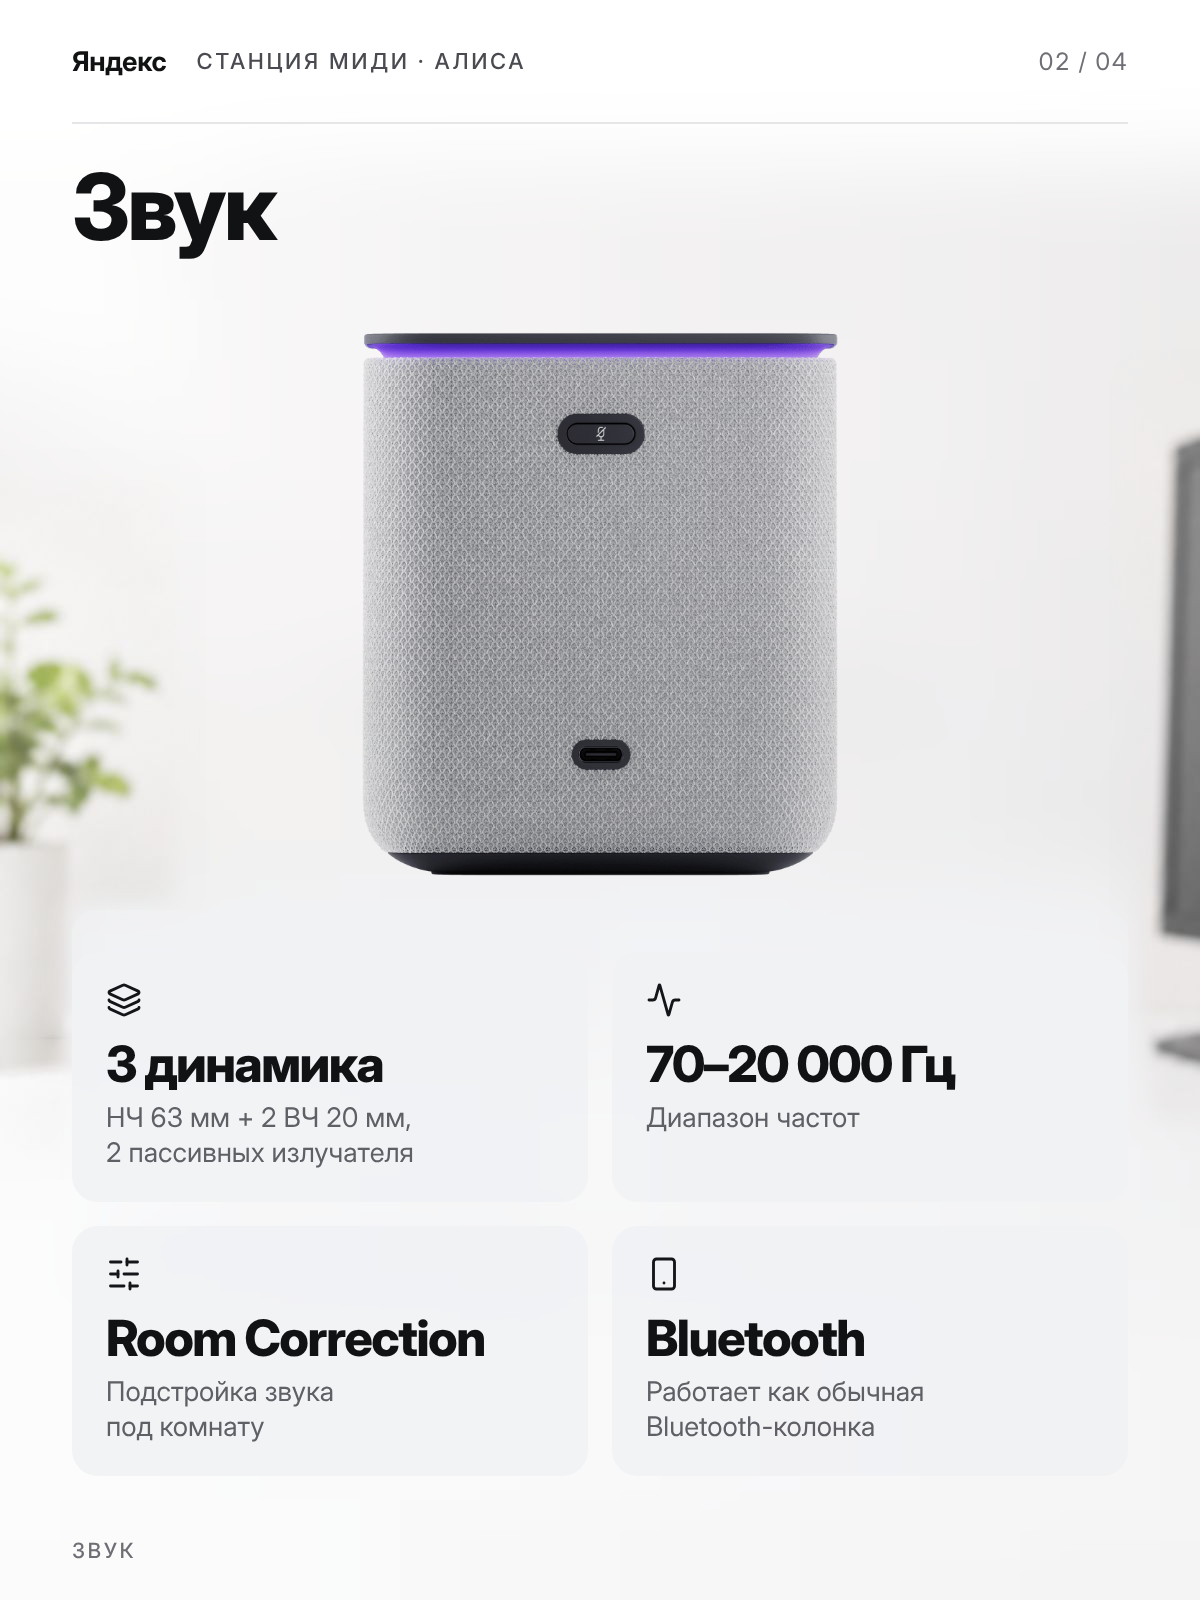 Яндекс СТАНЦИЯ МИДИ · АЛИСА 02 / 04
Звук
3 динамика
НЧ 63 мм + 2 ВЧ 20 мм,
2 пассивных излучателя
70–20 000 Гц
Диапазон частот
Room Correction
Подстройка звука
под комнату
Bluetooth
Работает как обычная
Bluetooth-колонка
ЗВУК